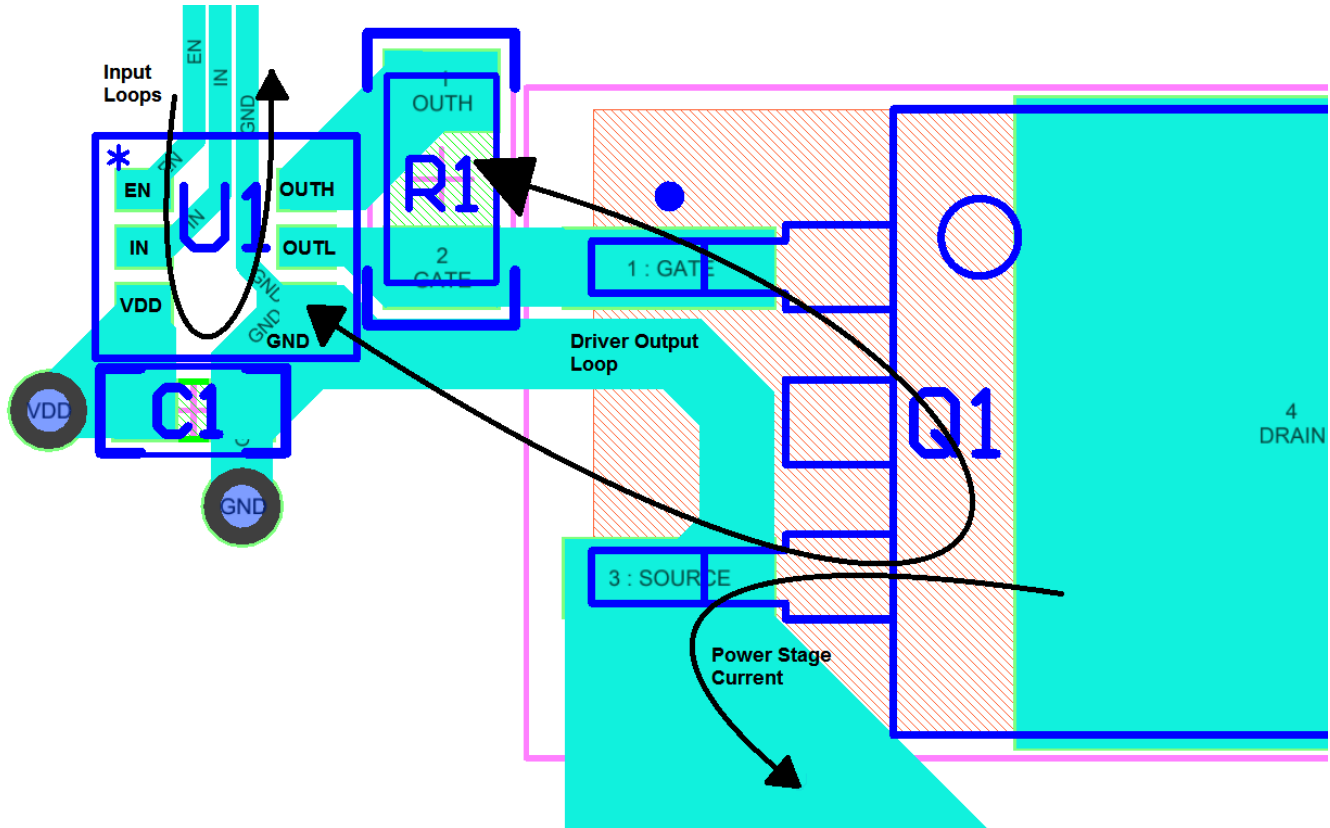 EN
IN
GND
Input
Loops
1
OUTH
*
EN
EN
U1
OUTH
R1
IN
IN
OUTL
2
GATE
1 : GATE
VDD
GND
GND
GND
Driver Output
Loop
C1
VDD
GND
Q1
4
DRAIN
3 : SOURCE
Power Stage
Current